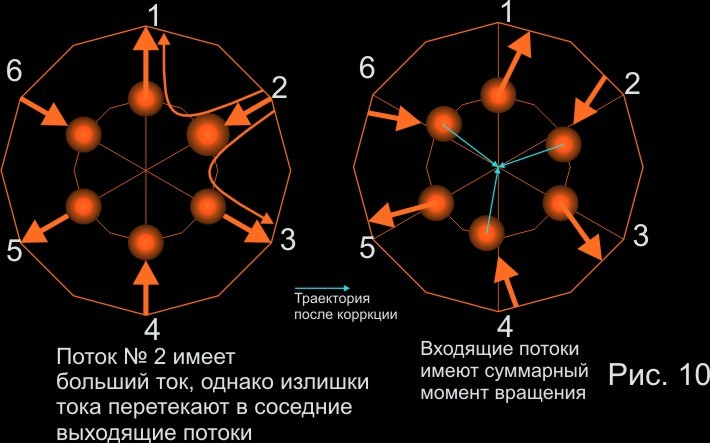 1
2
3
4
5
6
Поток № 2 имеет
больший ток, однако излишки
тока перетекают в соседние
выходящие потоки
Траектория
после корркции
1
2
3
4
5
6
Входящие потоки
имеют суммарный
момент вращения
Рис. 10